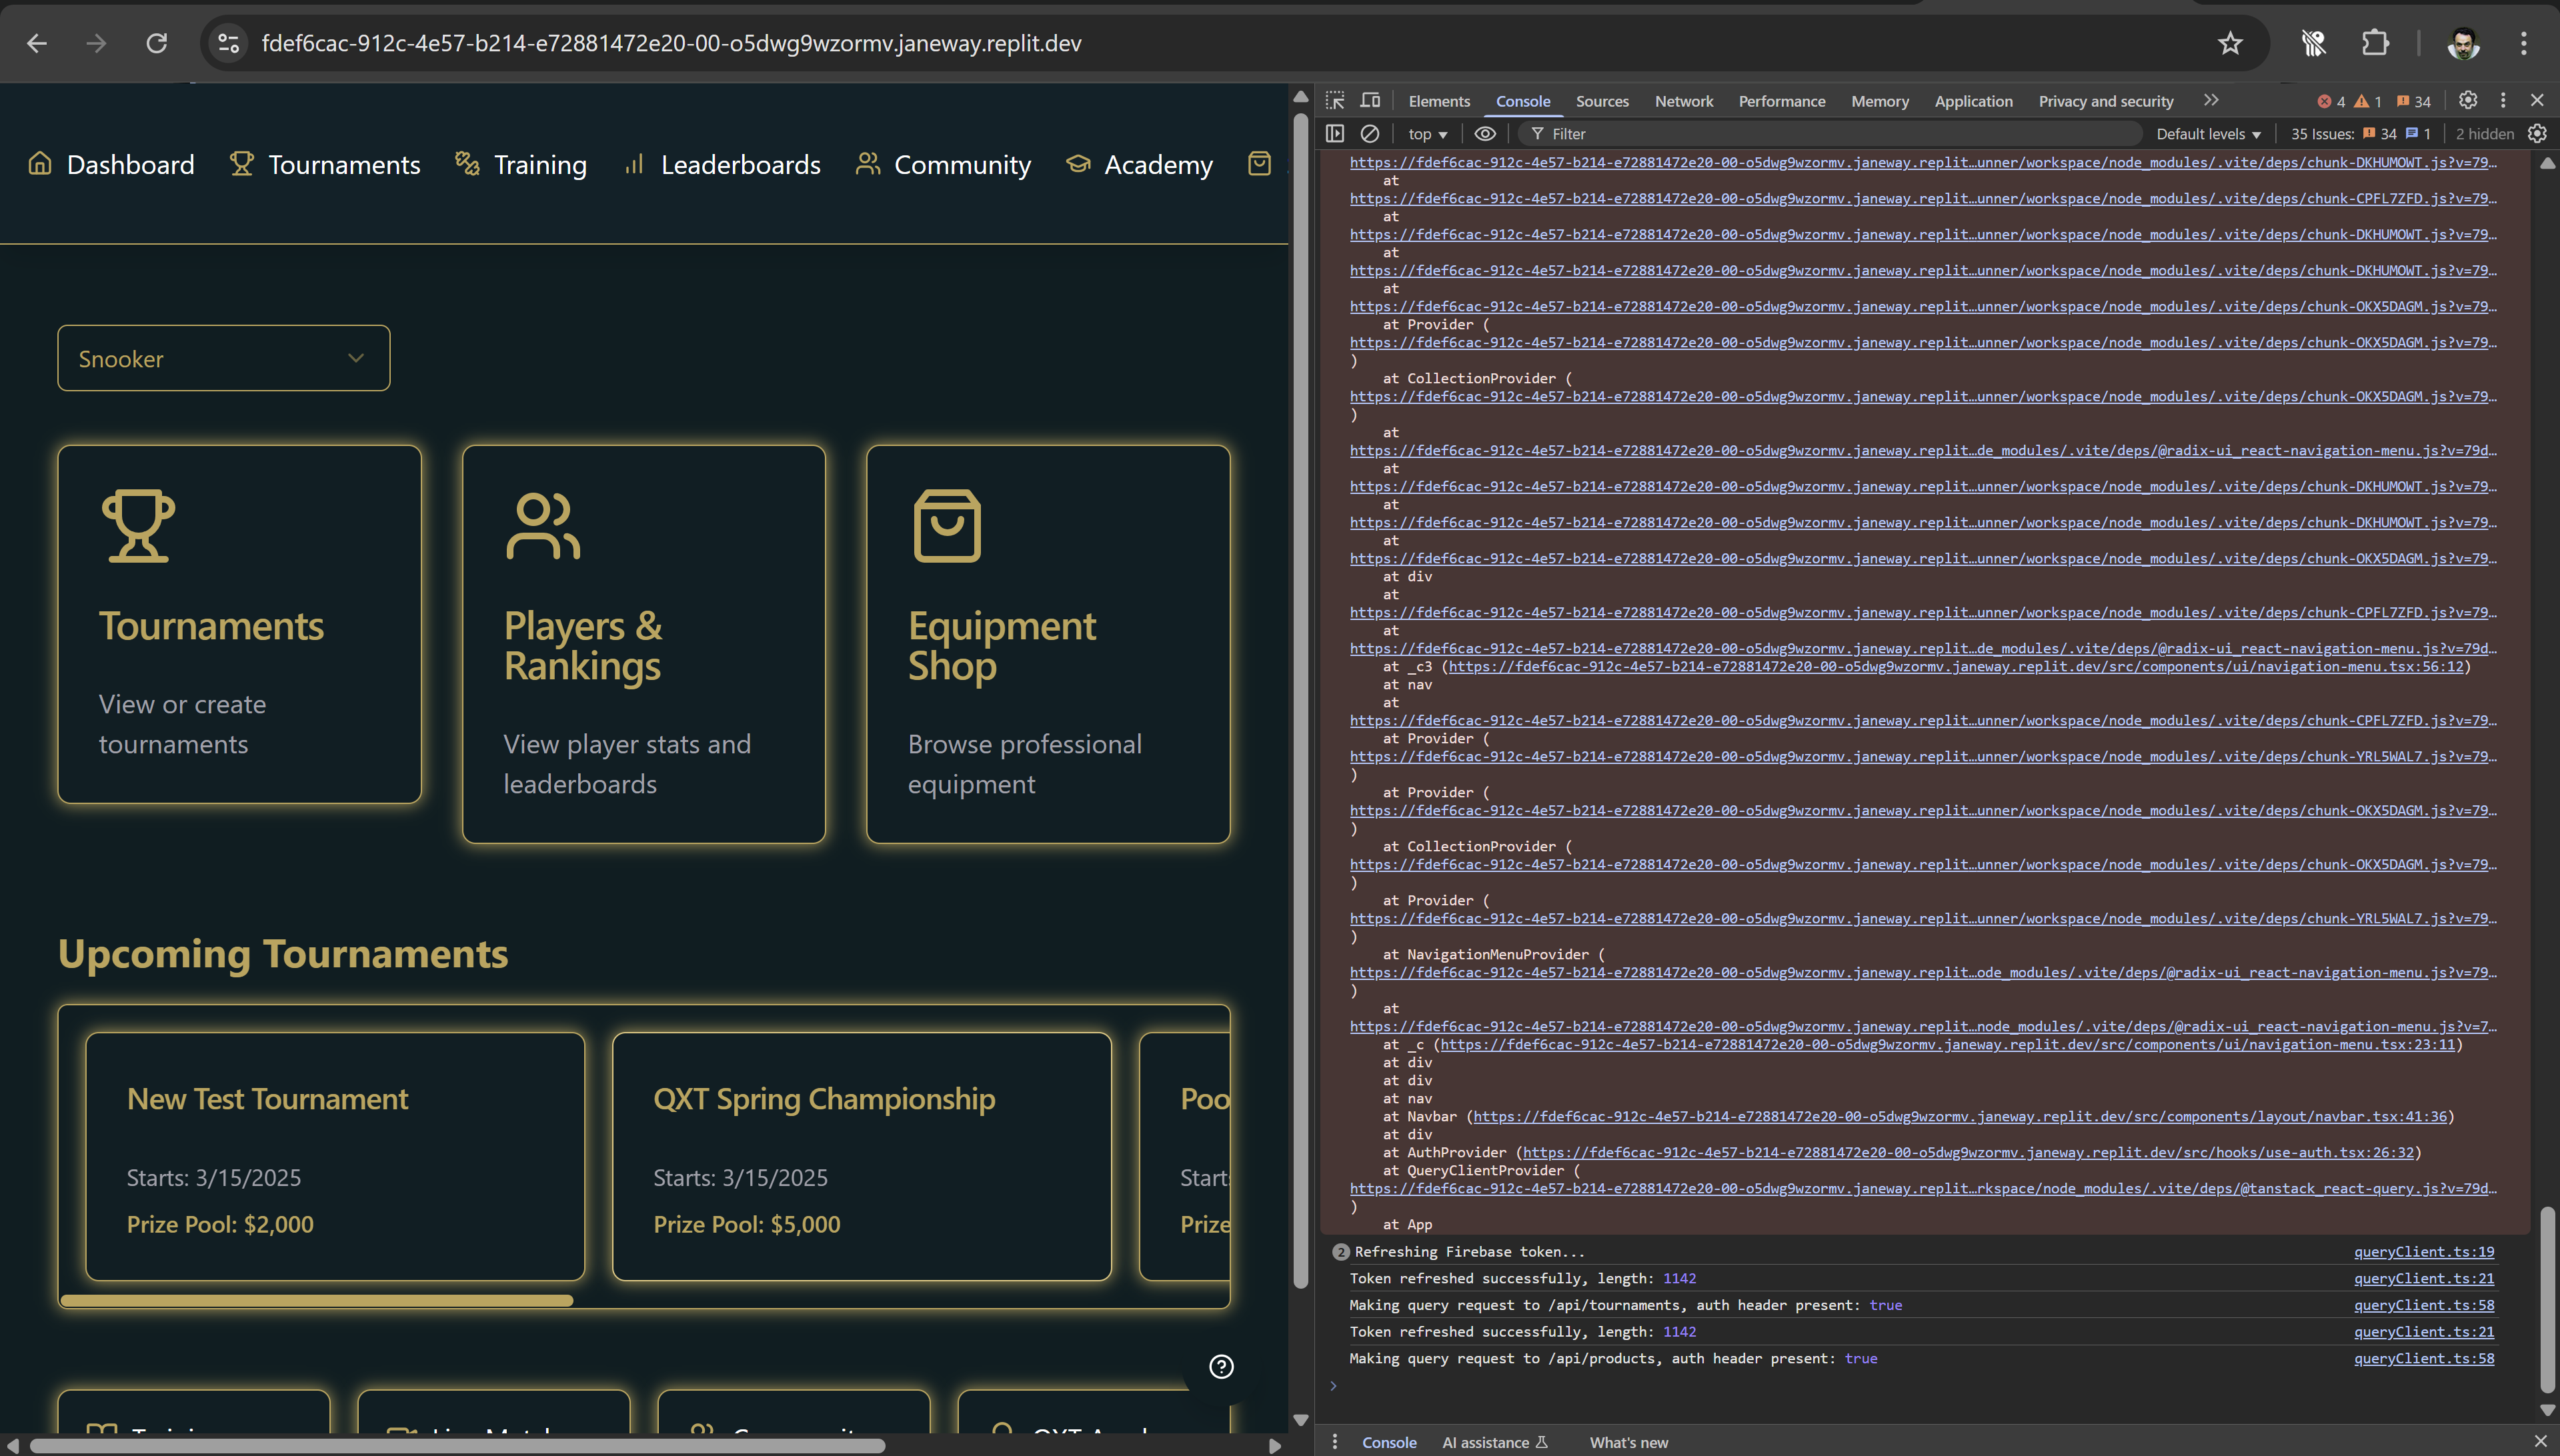 fdef6cac-912c-4e57-b214-e72881472e20-00-o5dwg9wzormv.janeway.replit.dev
Dashboard
Tournaments
Training
Leaderboards
Community
Academy
Snooker
Tournaments
View or create
tournaments
Players &
Rankings
View player stats and
leaderboards
Equipment
Shop
Browse professional
equipment
Upcoming Tournaments
New Test Tournament
Starts: 3/15/2025
Prize Pool: $2,000
QXT Spring Championship
Starts: 3/15/2025
Prize Pool: $5,000
Poo
Start
Prize
Elements Console Sources Network Performance Memory Application Privacy and security 4 1 34
top Filter Default levels 35 Issues: 34 1 2 hidden
https://fdef6cac-912c-4e57-b214-e72881472e20-00-o5dwg9wzormv.janeway.replit…unner/workspace/node_modules/.vite/deps/chunk-DKHUMOWT.js?v=79…
at
https://fdef6cac-912c-4e57-b214-e72881472e20-00-o5dwg9wzormv.janeway.replit…unner/workspace/node_modules/.vite/deps/chunk-CPFL7ZFD.js?v=79…
at
https://fdef6cac-912c-4e57-b214-e72881472e20-00-o5dwg9wzormv.janeway.replit…unner/workspace/node_modules/.vite/deps/chunk-DKHUMOWT.js?v=79…
at
https://fdef6cac-912c-4e57-b214-e72881472e20-00-o5dwg9wzormv.janeway.replit…unner/workspace/node_modules/.vite/deps/chunk-DKHUMOWT.js?v=79…
at
https://fdef6cac-912c-4e57-b214-e72881472e20-00-o5dwg9wzormv.janeway.replit…unner/workspace/node_modules/.vite/deps/chunk-OKX5DAGM.js?v=79…
at Provider (
https://fdef6cac-912c-4e57-b214-e72881472e20-00-o5dwg9wzormv.janeway.replit…unner/workspace/node_modules/.vite/deps/chunk-OKX5DAGM.js?v=79…
)
at CollectionProvider (
https://fdef6cac-912c-4e57-b214-e72881472e20-00-o5dwg9wzormv.janeway.replit…unner/workspace/node_modules/.vite/deps/chunk-OKX5DAGM.js?v=79…
)
at
https://fdef6cac-912c-4e57-b214-e72881472e20-00-o5dwg9wzormv.janeway.replit…de_modules/.vite/deps/@radix-ui_react-navigation-menu.js?v=79d…
at
https://fdef6cac-912c-4e57-b214-e72881472e20-00-o5dwg9wzormv.janeway.replit…unner/workspace/node_modules/.vite/deps/chunk-DKHUMOWT.js?v=79…
at
https://fdef6cac-912c-4e57-b214-e72881472e20-00-o5dwg9wzormv.janeway.replit…unner/workspace/node_modules/.vite/deps/chunk-DKHUMOWT.js?v=79…
at
https://fdef6cac-912c-4e57-b214-e72881472e20-00-o5dwg9wzormv.janeway.replit…unner/workspace/node_modules/.vite/deps/chunk-OKX5DAGM.js?v=79…
at div
at
https://fdef6cac-912c-4e57-b214-e72881472e20-00-o5dwg9wzormv.janeway.replit…unner/workspace/node_modules/.vite/deps/chunk-CPFL7ZFD.js?v=79…
at
https://fdef6cac-912c-4e57-b214-e72881472e20-00-o5dwg9wzormv.janeway.replit…de_modules/.vite/deps/@radix-ui_react-navigation-menu.js?v=79d…
at _c3 (https://fdef6cac-912c-4e57-b214-e72881472e20-00-o5dwg9wzormv.janeway.replit.dev/src/components/ui/navigation-menu.tsx:56:12)
at nav
at
https://fdef6cac-912c-4e57-b214-e72881472e20-00-o5dwg9wzormv.janeway.replit…unner/workspace/node_modules/.vite/deps/chunk-CPFL7ZFD.js?v=79…
at Provider (
https://fdef6cac-912c-4e57-b214-e72881472e20-00-o5dwg9wzormv.janeway.replit…unner/workspace/node_modules/.vite/deps/chunk-YRL5WAL7.js?v=79…
)
at Provider (
https://fdef6cac-912c-4e57-b214-e72881472e20-00-o5dwg9wzormv.janeway.replit…unner/workspace/node_modules/.vite/deps/chunk-OKX5DAGM.js?v=79…
)
at CollectionProvider (
https://fdef6cac-912c-4e57-b214-e72881472e20-00-o5dwg9wzormv.janeway.replit…unner/workspace/node_modules/.vite/deps/chunk-OKX5DAGM.js?v=79…
)
at Provider (
https://fdef6cac-912c-4e57-b214-e72881472e20-00-o5dwg9wzormv.janeway.replit…unner/workspace/node_modules/.vite/deps/chunk-YRL5WAL7.js?v=79…
)
at NavigationMenuProvider (
https://fdef6cac-912c-4e57-b214-e72881472e20-00-o5dwg9wzormv.janeway.replit…ode_modules/.vite/deps/@radix-ui_react-navigation-menu.js?v=79…
)
at
https://fdef6cac-912c-4e57-b214-e72881472e20-00-o5dwg9wzormv.janeway.replit…node_modules/.vite/deps/@radix-ui_react-navigation-menu.js?v=7…
at _c (https://fdef6cac-912c-4e57-b214-e72881472e20-00-o5dwg9wzormv.janeway.replit.dev/src/components/ui/navigation-menu.tsx:23:11)
at div
at div
at nav
at Navbar (https://fdef6cac-912c-4e57-b214-e72881472e20-00-o5dwg9wzormv.janeway.replit.dev/src/components/layout/navbar.tsx:41:36)
at div
at AuthProvider (https://fdef6cac-912c-4e57-b214-e72881472e20-00-o5dwg9wzormv.janeway.replit.dev/src/hooks/use-auth.tsx:26:32)
at QueryClientProvider (
https://fdef6cac-912c-4e57-b214-e72881472e20-00-o5dwg9wzormv.janeway.replit…rkspace/node_modules/.vite/deps/@tanstack_react-query.js?v=79d…
)
at App
2 Refreshing Firebase token... queryClient.ts:19
Token refreshed successfully, length: 1142 queryClient.ts:21
Making query request to /api/tournaments, auth header present: true queryClient.ts:58
Token refreshed successfully, length: 1142 queryClient.ts:21
Making query request to /api/products, auth header present: true queryClient.ts:58
Console AI assistance What's new